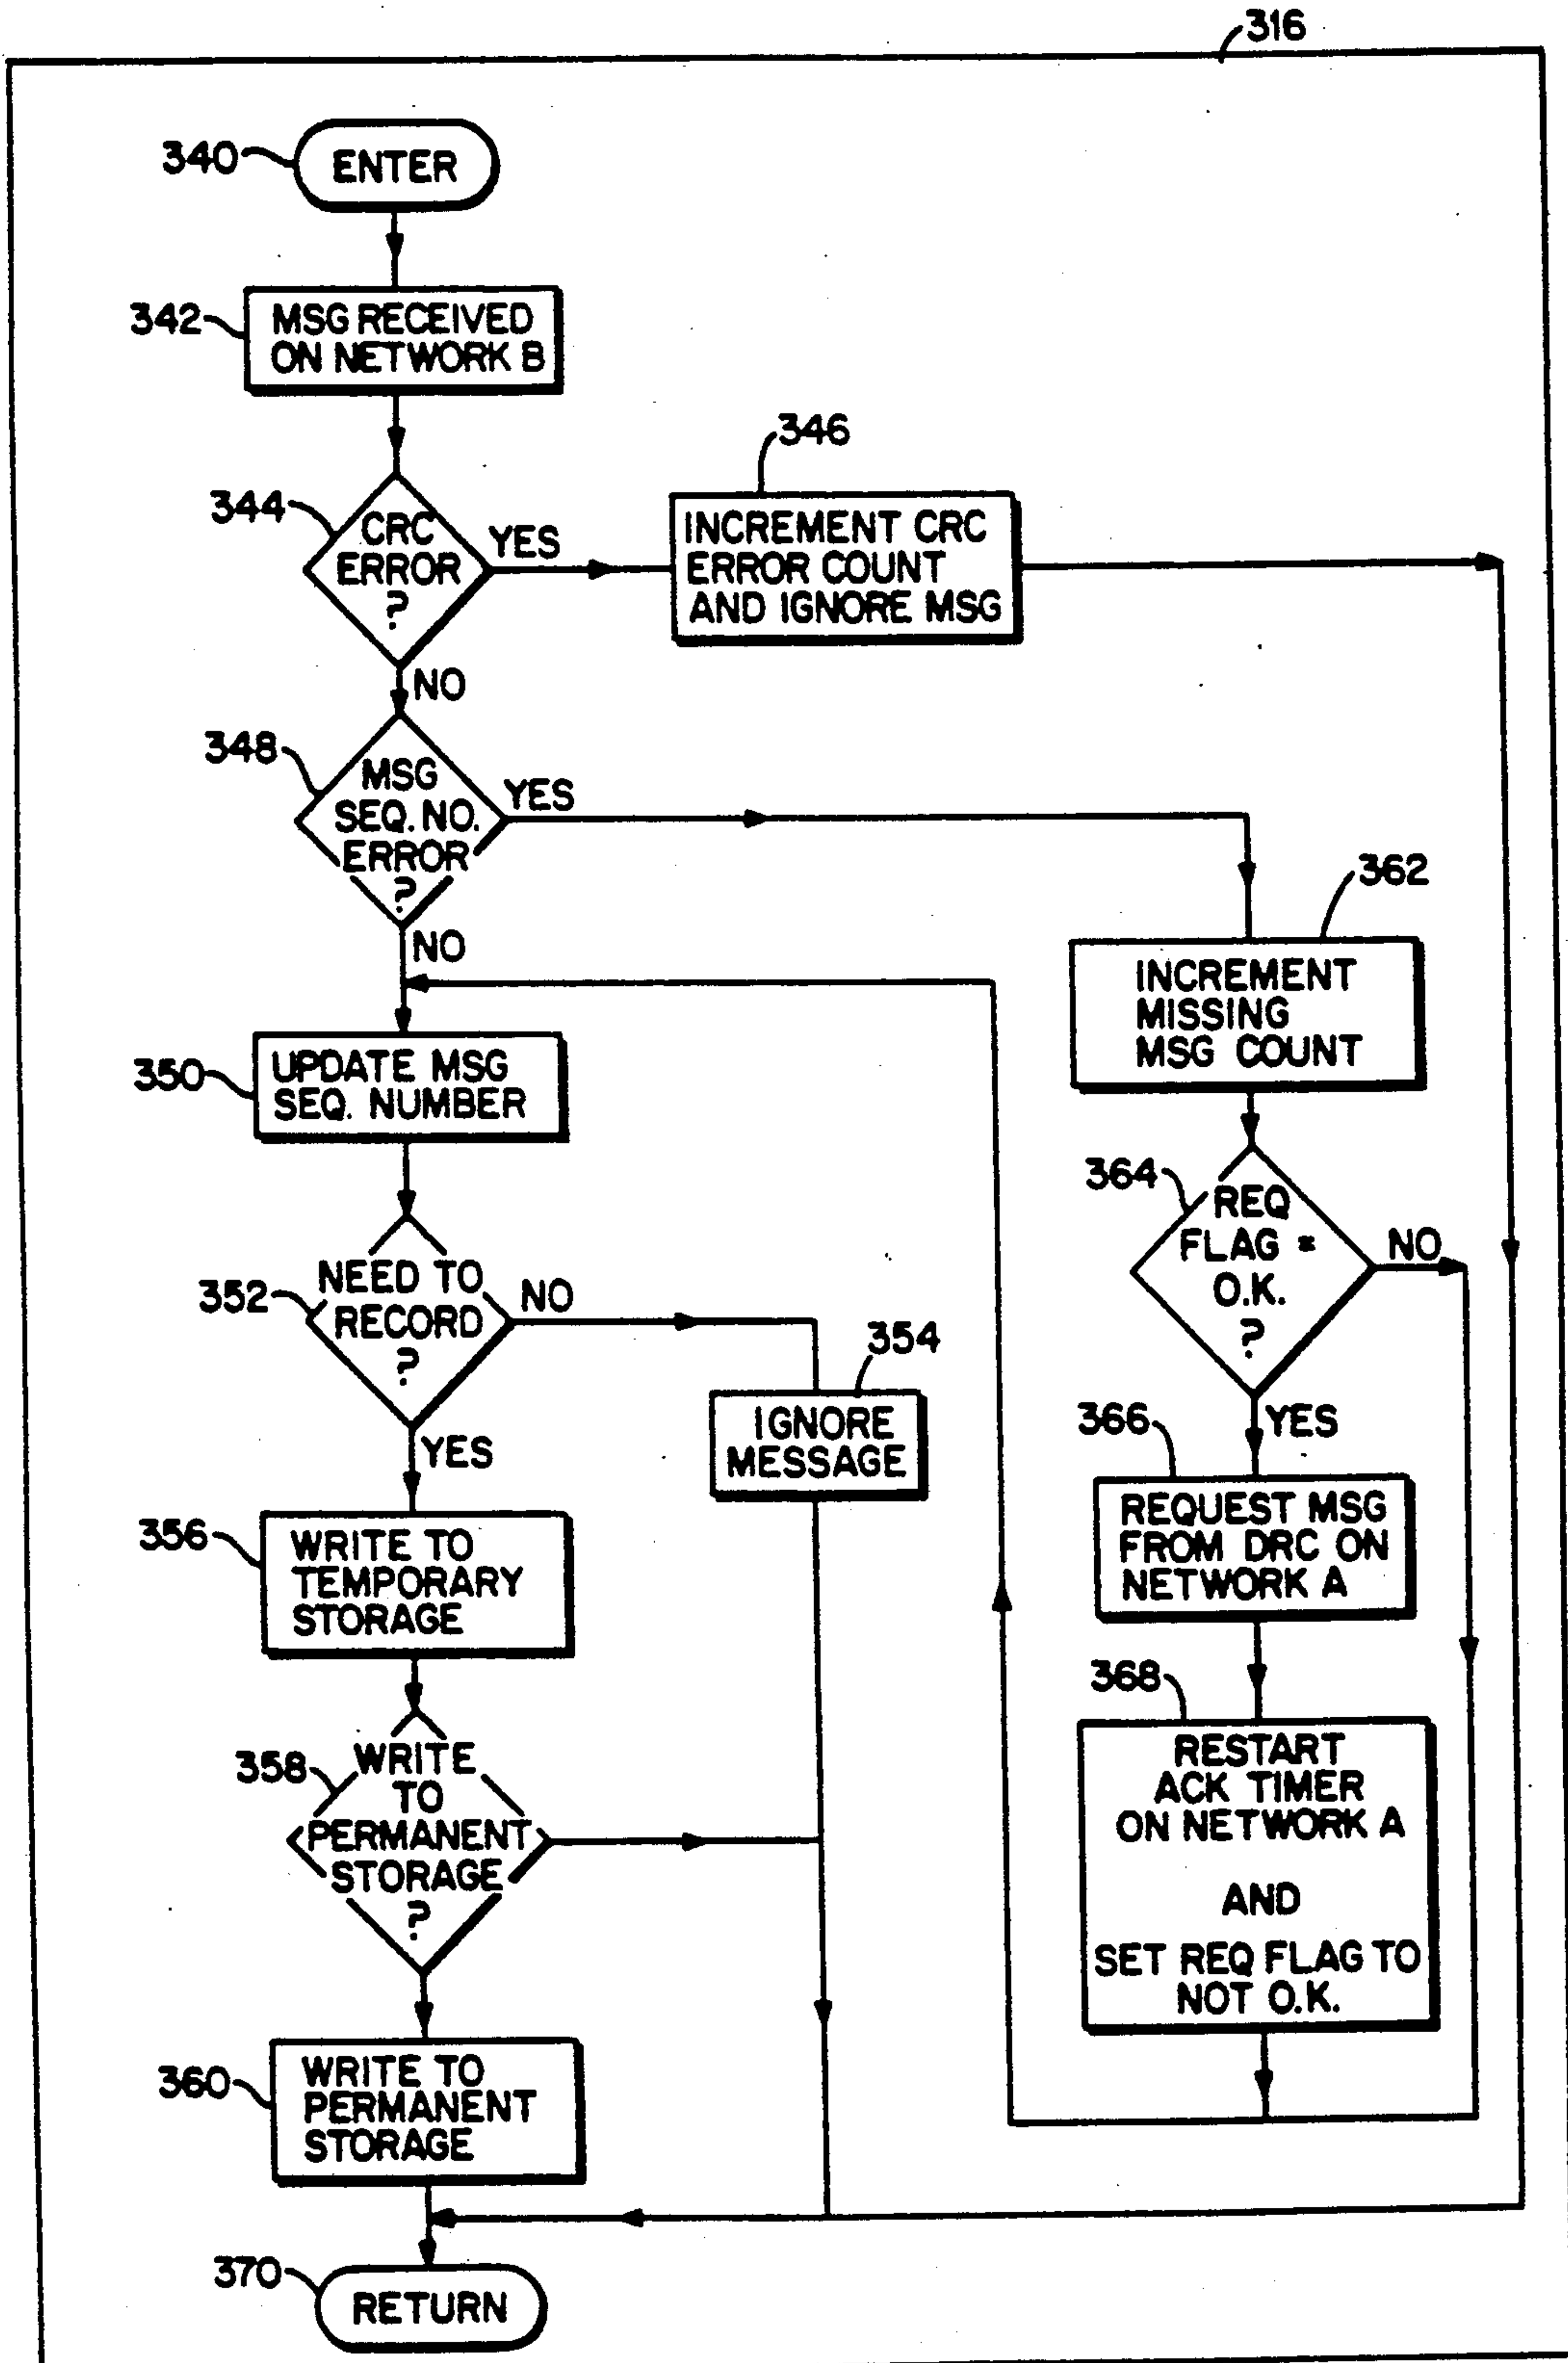 316
340
ENTER
342
MSG RECEIVED
ON NETWORK B
344
CRC
ERROR
?
YES
346
INCREMENT CRC
ERROR COUNT
AND IGNORE MSG
NO
348
MSG
SEQ. NO.
ERROR
?
YES
NO
362
INCREMENT
MISSING
MSG COUNT
350
UPDATE MSG
SEQ. NUMBER
364
REQ
FLAG =
O.K.
?
NO
YES
352
NEED TO
RECORD
?
NO
354
IGNORE
MESSAGE
YES
366
REQUEST MSG
FROM DRC ON
NETWORK A
356
WRITE TO
TEMPORARY
STORAGE
368
RESTART
ACK TIMER
ON NETWORK A
AND
SET REQ FLAG TO
NOT O.K.
358
WRITE
TO
PERMANENT
STORAGE
?
360
WRITE TO
PERMANENT
STORAGE
370
RETURN